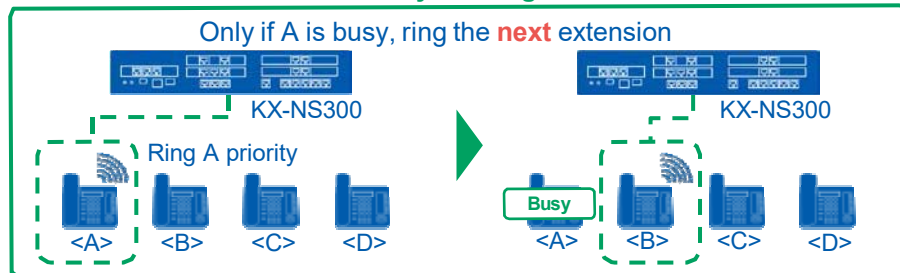 Only if A is busy, ring the next extension
KX-NS300
KX-NS300
Ring A priority
Busy
<A> <B> <C> <D>
<A> <B> <C> <D>